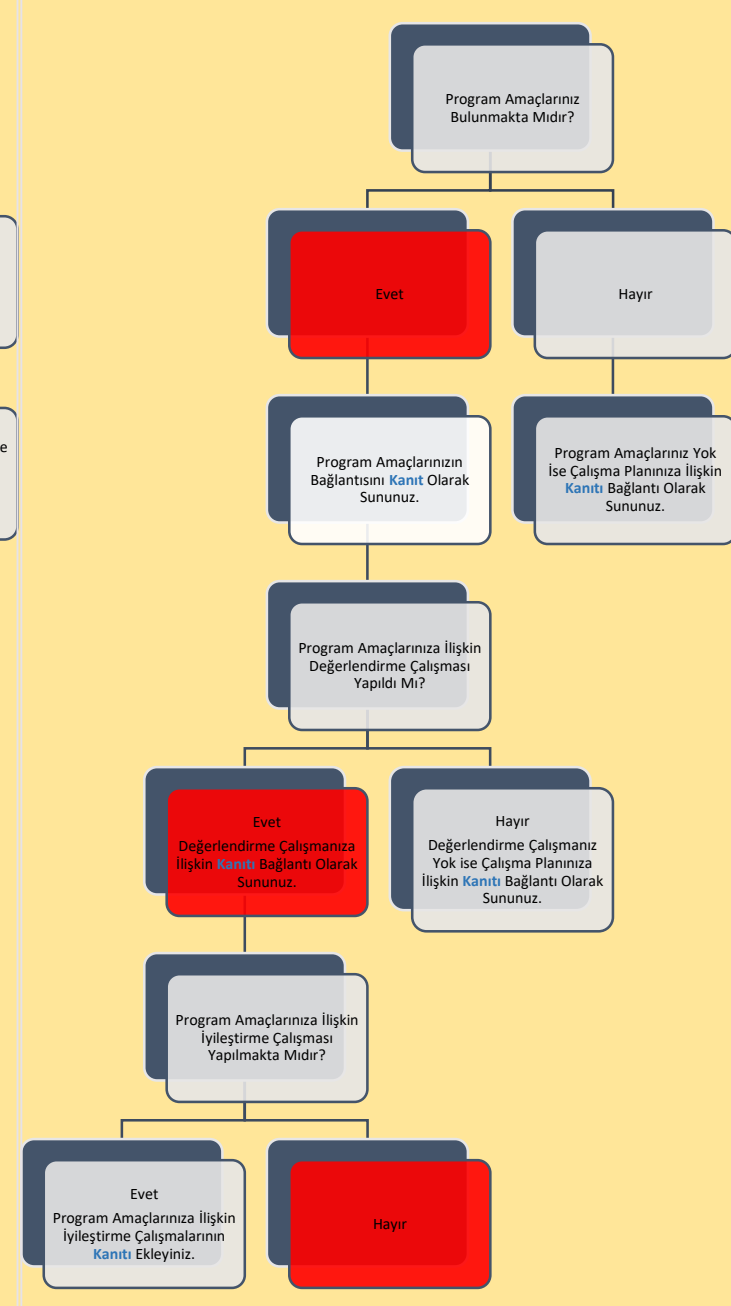 Program Amaçlarınız
Bulunmakta Mıdır?
Evet
Hayır
e
Program Amaçlarınızın
Bağlantısını Kanıt Olarak
Sununuz.
Program Amaçlarınız Yok
İse Çalışma Planınıza İlişkin
Kanıtı Bağlantı Olarak
Sununuz.
Program Amaçlarınıza İlişkin
Değerlendirme Çalışması
Yapıldı Mı?
Evet
Değerlendirme Çalışmanıza
İlişkin Kanıtı Bağlantı Olarak
Sununuz.
Hayır
Değerlendirme Çalışmanız
Yok ise Çalışma Planınıza
İlişkin Kanıtı Bağlantı Olarak
Sununuz.
Program Amaçlarınıza İlişkin
İyileştirme Çalışması
Yapılmakta Mıdır?
Evet
Program Amaçlarınıza İlişkin
İyileştirme Çalışmalarının
Kanıtı Ekleyiniz.
Hayır